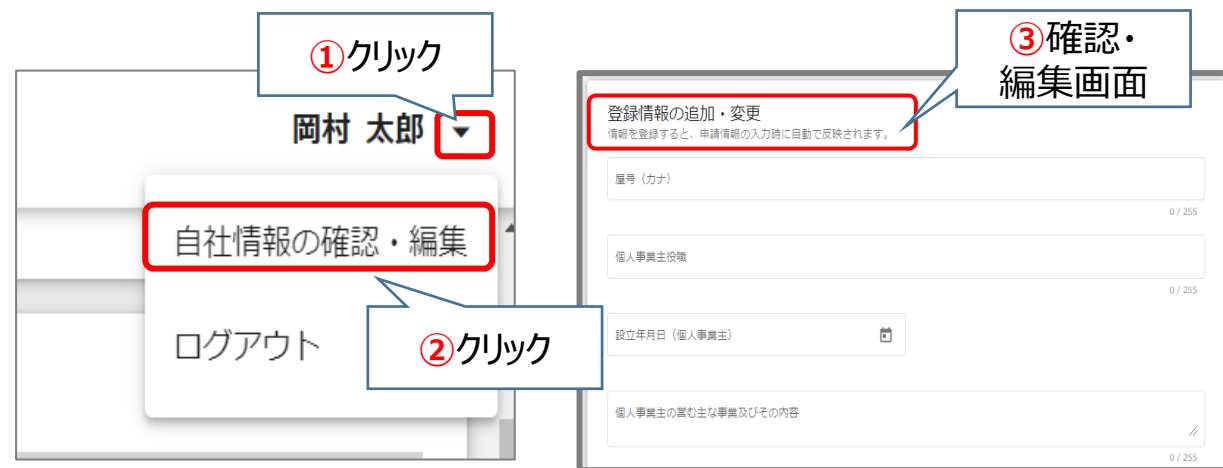 ①クリック
岡村 太郎 ▼
自社情報の確認・編集
ログアウト
②クリック
③確認・
編集画面
登録情報の追加・変更
情報を登録すると、申請情報の入力時に自動で反映されます。
屋号（カナ）
0 / 255
個人事業主役職
0 / 255
設立年月日（個人事業主）
個人事業主の営む主な事業及びその内容
0 / 255